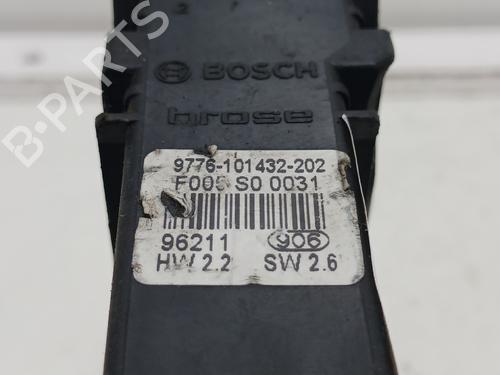 BOSCH
brose
9776-101432-202
F005 S0 0031
96211 906
HW 2.2 SW 2.6
B-PARTS